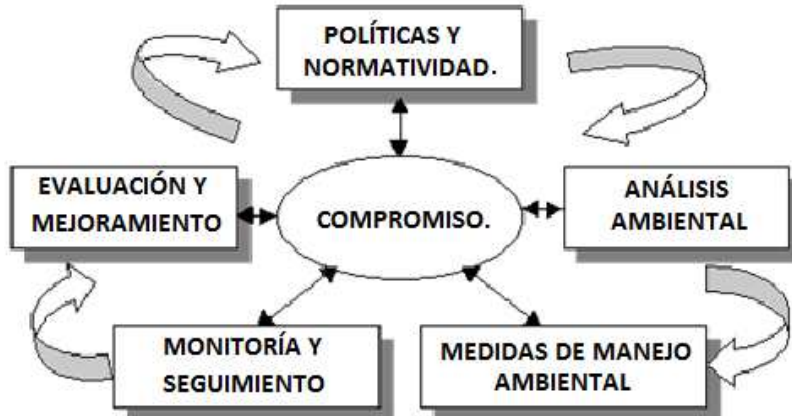 POLÍTICAS Y
NORMATIVIDAD.
EVALUACIÓN Y
MEJORAMIENTO
COMPROMISO.
ANÁLISIS
AMBIENTAL
MONITORÍA Y
SEGUIMIENTO
MEDIDAS DE MANEJO
AMBIENTAL